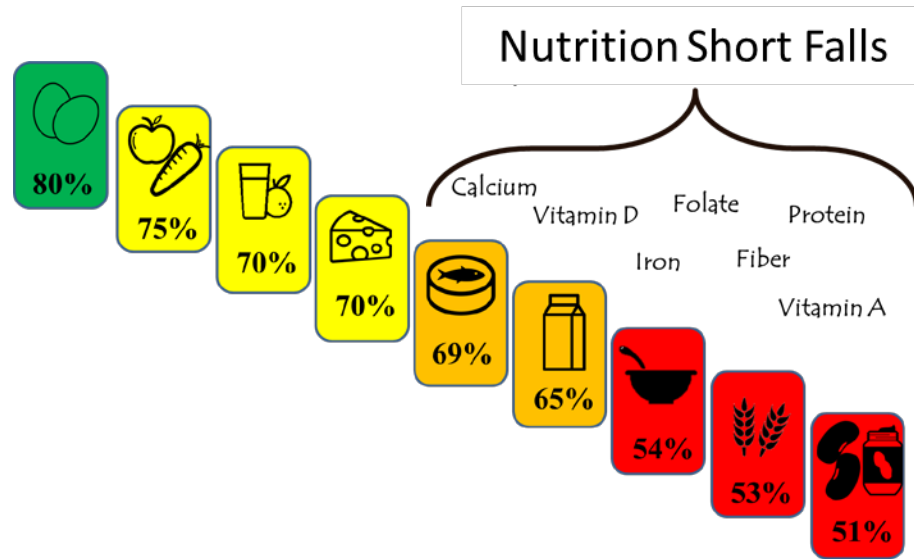 Nutrition Short Falls
80%
75%
70%
70%
69%
65%
54%
53%
51%
Calcium
Vitamin D
Folate
Protein
Iron
Fiber
Vitamin A